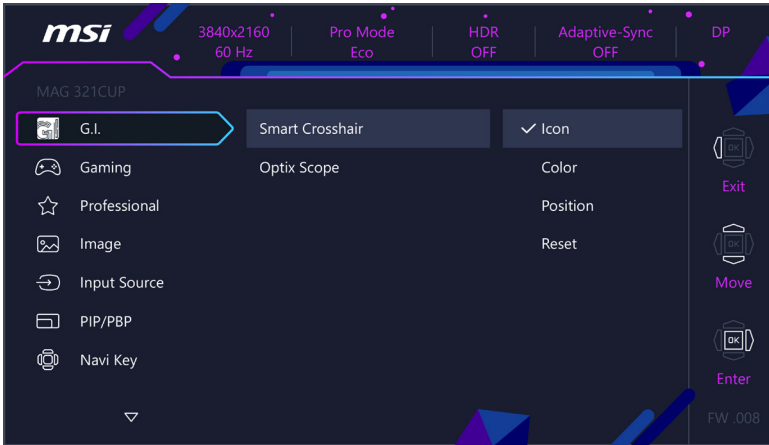 msi
3840x2160 Pro Mode HDR Adaptive-Sync DP
60 Hz Eco OFF OFF
MAG 321CUP
G.I. Smart Crosshair Icon
Gaming Optix Scope Color
Professional Position
Image Reset
Input Source
PIP/PBP
Navi Key
OK
Exit
OK
Move
OK
Enter
FW .008